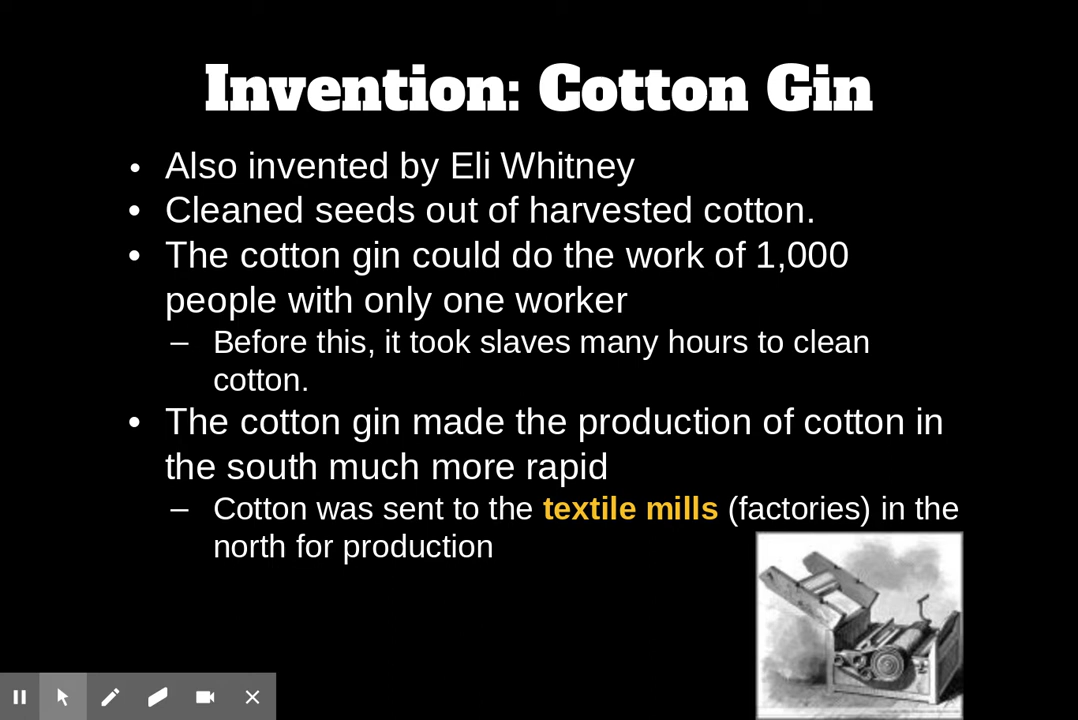 Invention: Cotton Gin
• Also invented by Eli Whitney
• Cleaned seeds out of harvested cotton.
• The cotton gin could do the work of 1,000
people with only one worker
– Before this, it took slaves many hours to clean
cotton.
• The cotton gin made the production of cotton in
the south much more rapid
– Cotton was sent to the textile mills (factories) in the
north for production